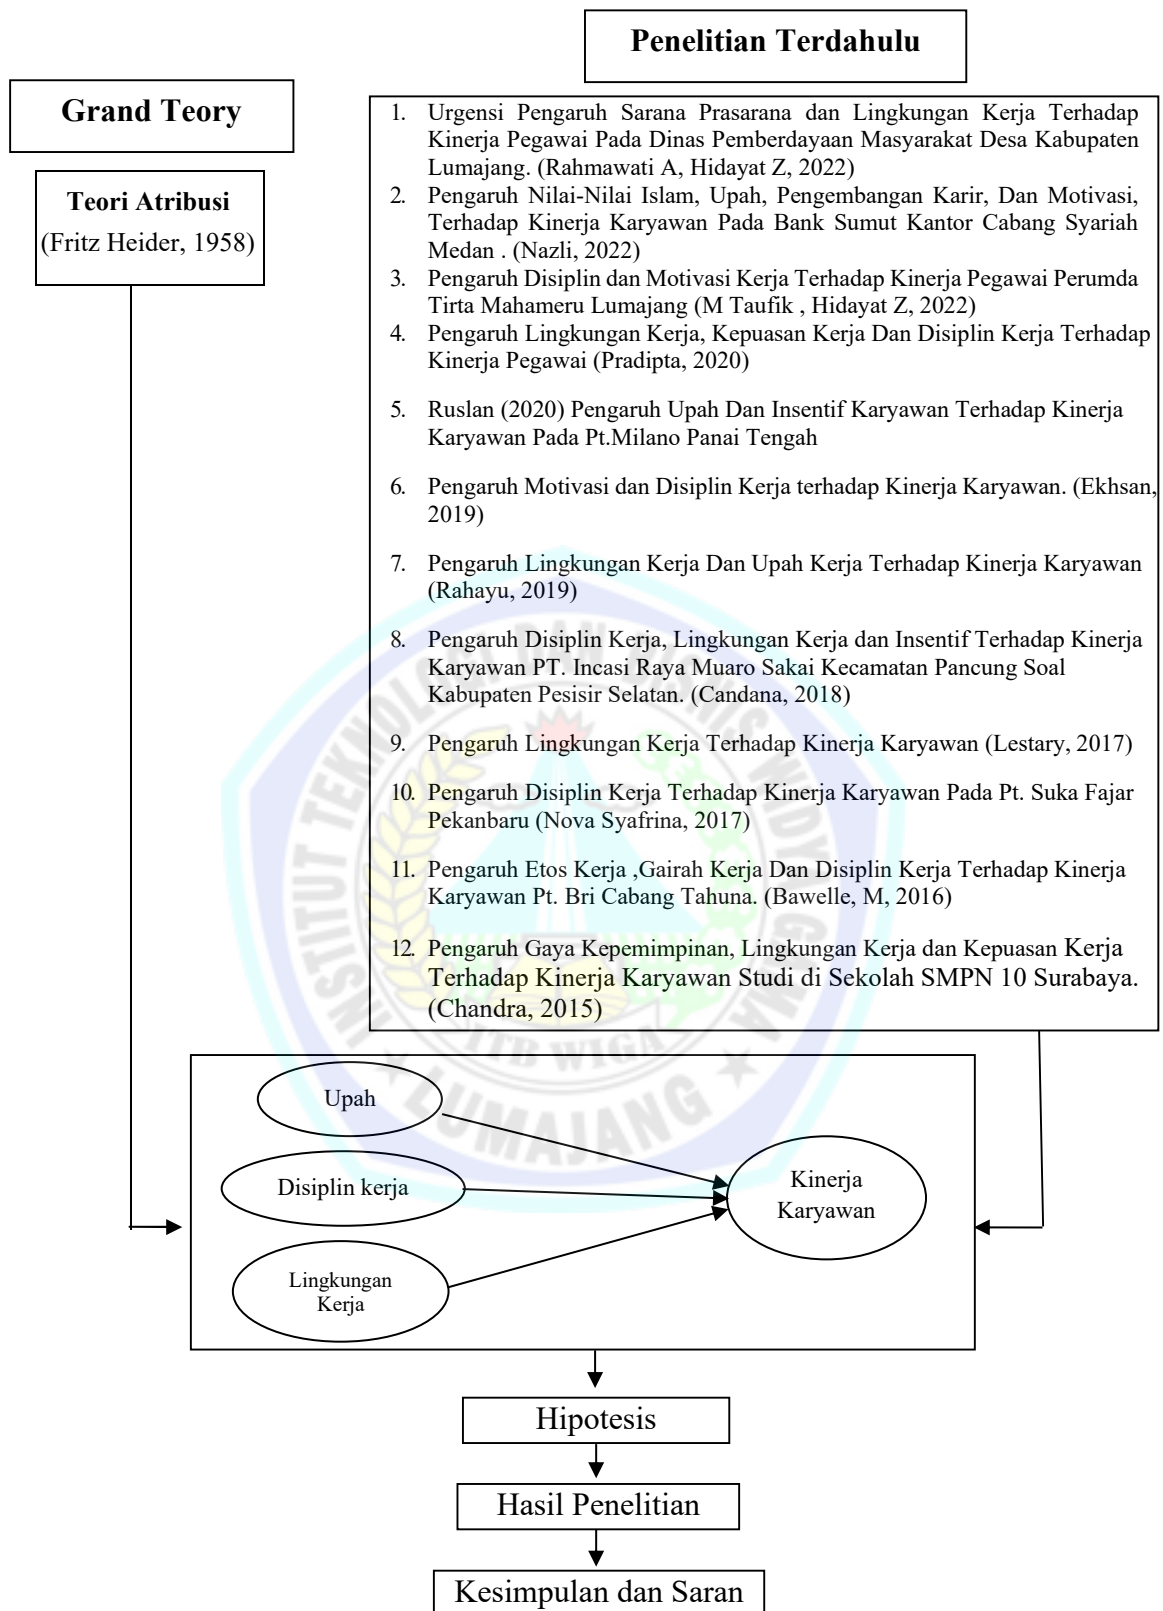 Penelitian Terdahulu
Grand Teory
Teori Atribusi
(Fritz Heider, 1958)
1. Urgensi Pengaruh Sarana Prasarana dan Lingkungan Kerja Terhadap
Kinerja Pegawai Pada Dinas Pemberdayaan Masyarakat Desa Kabupaten
Lumajang. (Rahmawati A, Hidayat Z, 2022)
2. Pengaruh Nilai-Nilai Islam, Upah, Pengembangan Karir, Dan Motivasi,
Terhadap Kinerja Karyawan Pada Bank Sumut Kantor Cabang Syariah
Medan . (Nazli, 2022)
3. Pengaruh Disiplin dan Motivasi Kerja Terhadap Kinerja Pegawai Perumda
Tirta Mahameru Lumajang (M Taufik , Hidayat Z, 2022)
4. Pengaruh Lingkungan Kerja, Kepuasan Kerja Dan Disiplin Kerja Terhadap
Kinerja Pegawai (Pradipta, 2020)
5. Ruslan (2020) Pengaruh Upah Dan Insentif Karyawan Terhadap Kinerja
Karyawan Pada Pt.Milano Panai Tengah
6. Pengaruh Motivasi dan Disiplin Kerja terhadap Kinerja Karyawan. (Ekhsan,
2019)
7. Pengaruh Lingkungan Kerja Dan Upah Kerja Terhadap Kinerja Karyawan
(Rahayu, 2019)
8. Pengaruh Disiplin Kerja, Lingkungan Kerja dan Insentif Terhadap Kinerja
Karyawan PT. Incasi Raya Muaro Sakai Kecamatan Pancung Soal
Kabupaten Pesisir Selatan. (Candana, 2018)
9. Pengaruh Lingkungan Kerja Terhadap Kinerja Karyawan (Lestary, 2017)
10. Pengaruh Disiplin Kerja Terhadap Kinerja Karyawan Pada Pt. Suka Fajar
Pekanbaru (Nova Syafrina, 2017)
11. Pengaruh Etos Kerja ,Gairah Kerja Dan Disiplin Kerja Terhadap Kinerja
Karyawan Pt. Bri Cabang Tahuna. (Bawelle, M, 2016)
12. Pengaruh Gaya Kepemimpinan, Lingkungan Kerja dan Kepuasan Kerja
Terhadap Kinerja Karyawan Studi di Sekolah SMPN 10 Surabaya.
(Chandra, 2015)
INSTITUT TEKNOLOGI DAN BISNIS WIDYA GAMA
ITB WIGA
LUMAJANG
Upah
Disiplin kerja
Lingkungan
Kerja
Kinerja
Karyawan
Hipotesis
Hasil Penelitian
Kesimpulan dan Saran